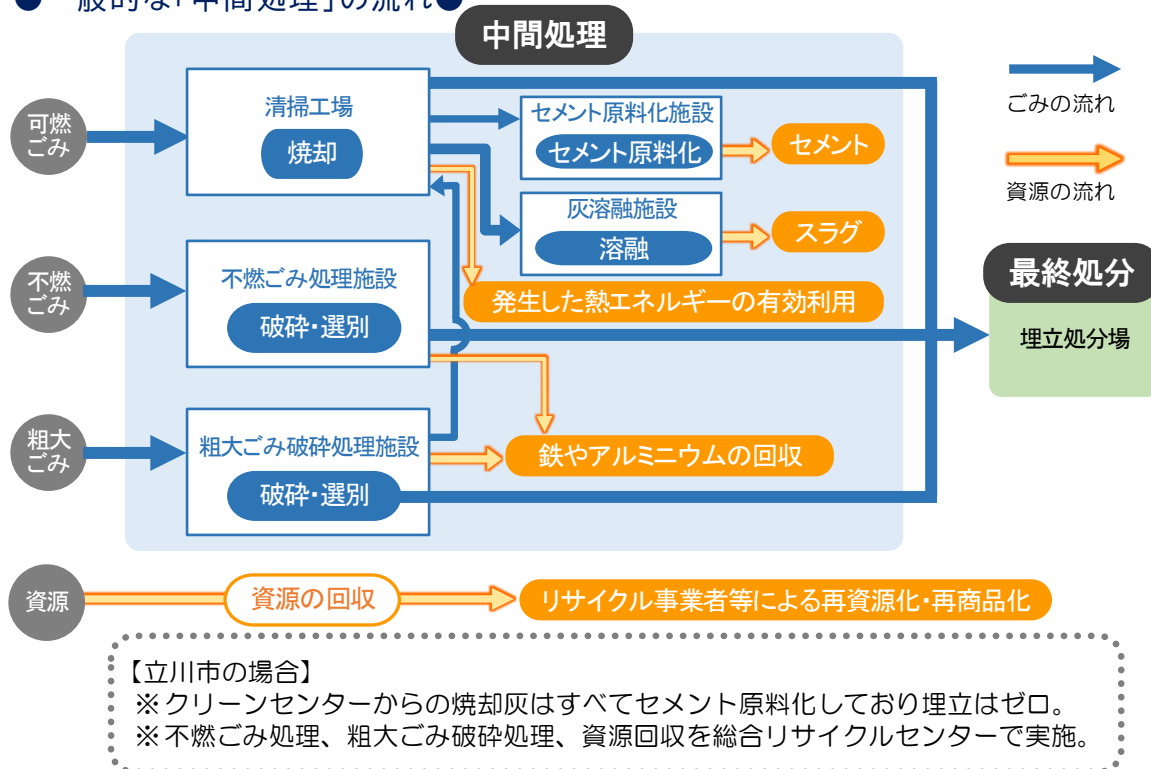 般的な「中間処理」の流れ●
中間処理
ごみの流れ
資源の流れ
可燃
ごみ
清掃工場
焼却
セメント原料化施設
セメント原料化
セメント
灰溶融施設
溶融
スラグ
発生した熱エネルギーの有効利用
不燃
ごみ
不燃ごみ処理施設
破砕・選別
最終処分
埋立処分場
粗大
ごみ
粗大ごみ破砕処理施設
破砕・選別
鉄やアルミニウムの回収
資源
資源の回収
リサイクル事業者等による再資源化・再商品化
【立川市の場合】
※クリーンセンターからの焼却灰はすべてセメント原料化しており埋立はゼロ。
※不燃ごみ処理、粗大ごみ破砕処理、資源回収を総合リサイクルセンターで実施。